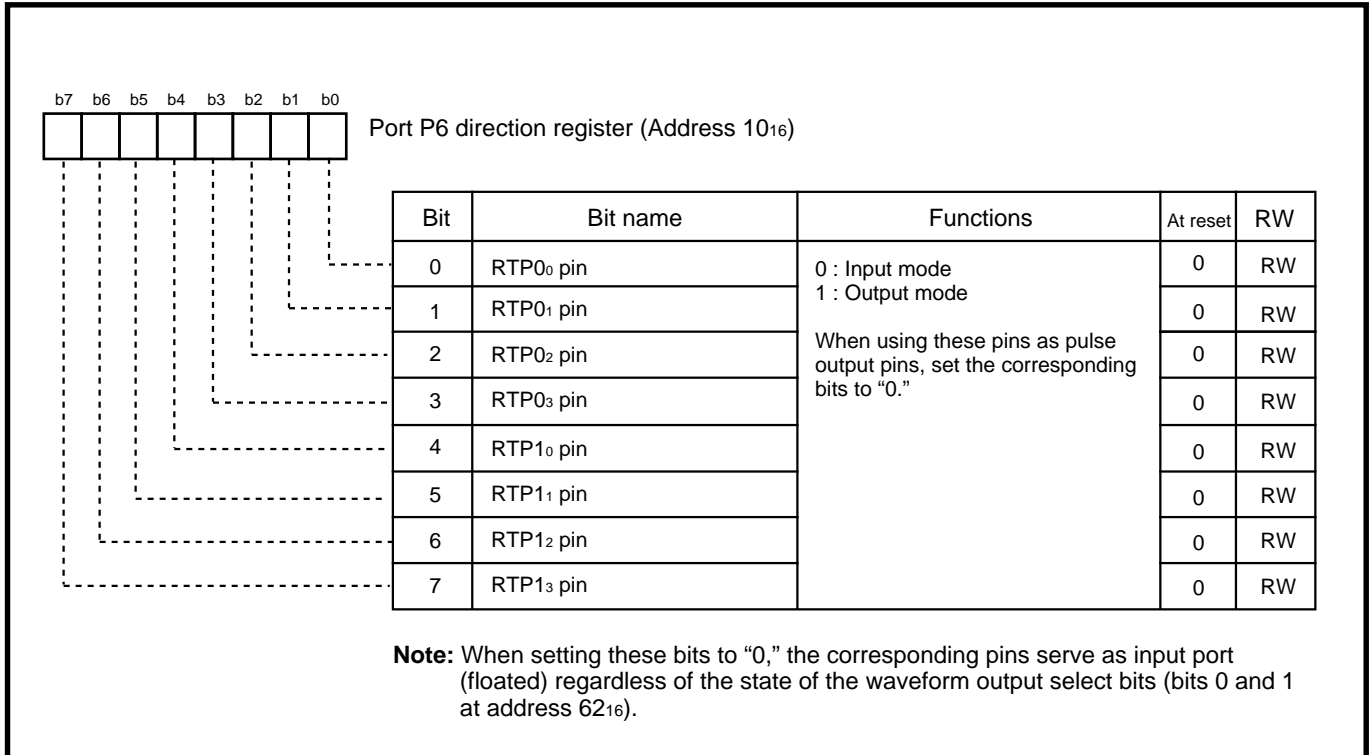 b7 b6 b5 b4 b3 b2 b1 b0
Port P6 direction register (Address 10₁₆)
Bit Bit name Functions At reset RW
0 RTP0₀ pin 0 : Input mode 0 RW
1 : Output mode
1 RTP0₁ pin 0 RW
2 RTP0₂ pin When using these pins as pulse 0 RW
output pins, set the corresponding
bits to “0.”
3 RTP0₃ pin 0 RW
4 RTP1₀ pin 0 RW
5 RTP1₁ pin 0 RW
6 RTP1₂ pin 0 RW
7 RTP1₃ pin 0 RW
Note: When setting these bits to “0,” the corresponding pins serve as input port
(floated) regardless of the state of the waveform output select bits (bits 0 and 1
at address 62₁₆).